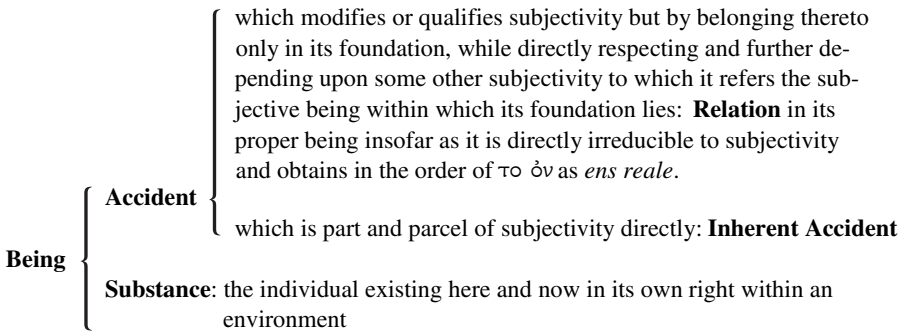 which modifies or qualifies subjectivity but by belonging thereto
only in its foundation, while directly respecting and further de-
pending upon some other subjectivity to which it refers the sub-
jective being within which its foundation lies: Relation in its
proper being insofar as it is directly irreducible to subjectivity
and obtains in the order of το ὀν as ens reale.
Accident
which is part and parcel of subjectivity directly: Inherent Accident
Being
Substance: the individual existing here and now in its own right within an
environment